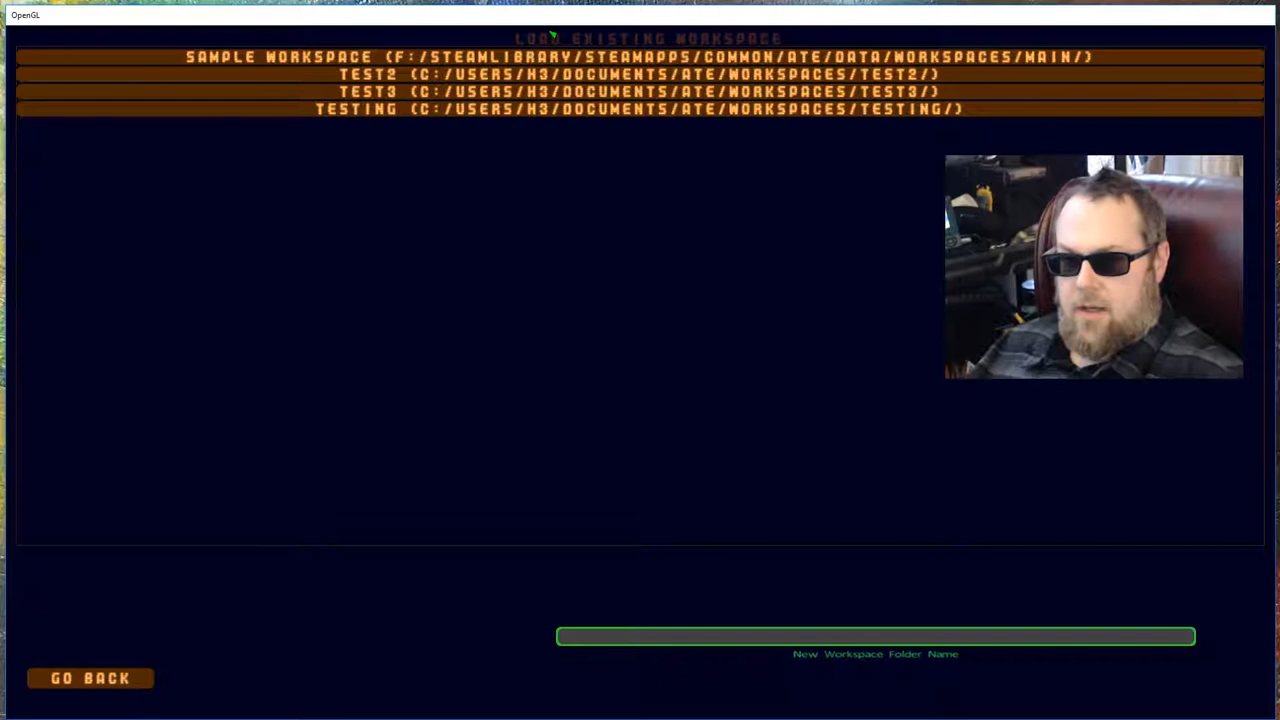 OpenGL
LOAD EXISTING WORKSPACE
SAMPLE WORKSPACE (F:/STEAMLIBRARY/STEAMAPPS/COMMON/ATE/DATA/WORKSPACES/MAIN/)
TEST2 (C:/USERS/H3/DOCUMENTS/ATE/WORKSPACES/TEST2/)
TEST3 (C:/USERS/H3/DOCUMENTS/ATE/WORKSPACES/TEST3/)
TESTING (C:/USERS/H3/DOCUMENTS/ATE/WORKSPACES/TESTING/)
New Workspace Folder Name
GO BACK